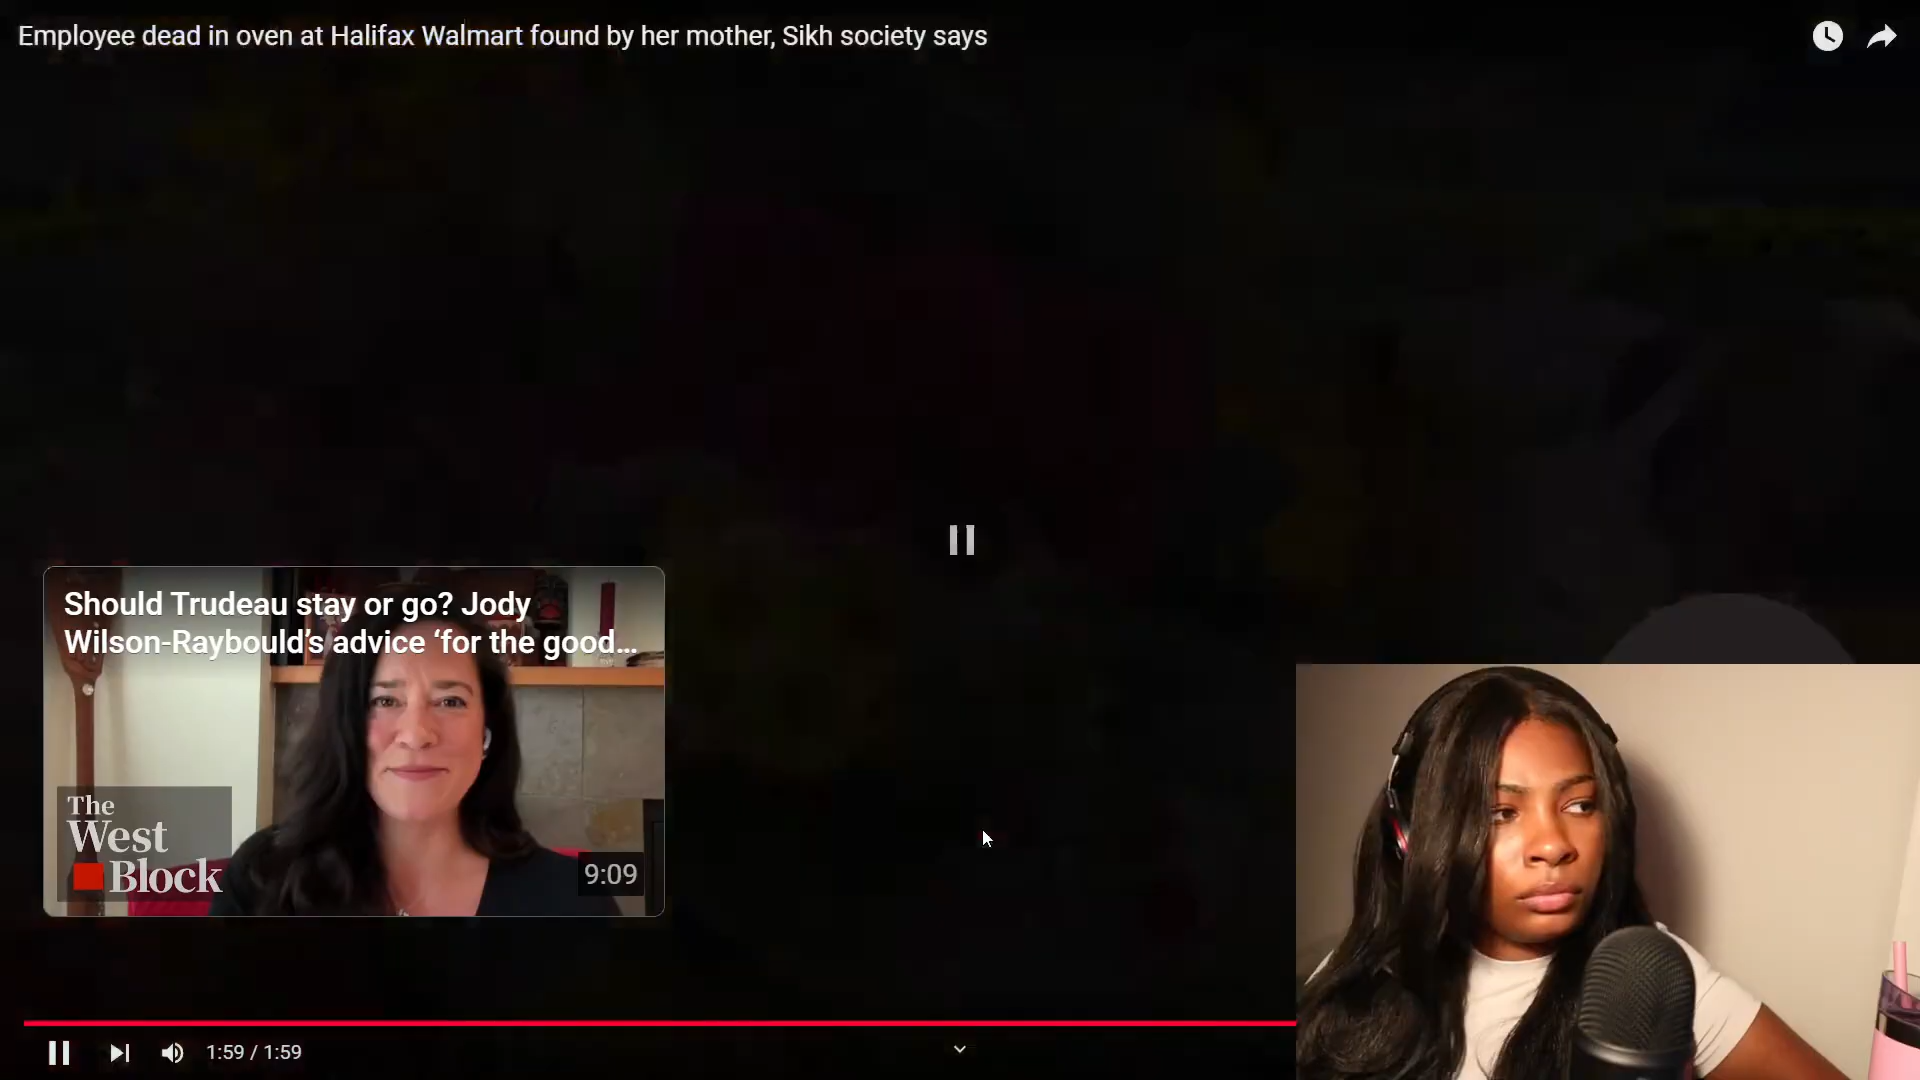 Employee dead in oven at Halifax Walmart found by her mother, Sikh society says
Should Trudeau stay or go? Jody
Wilson-Raybould’s advice ‘for the good...
The
West
Block
9:09
1:59 / 1:59